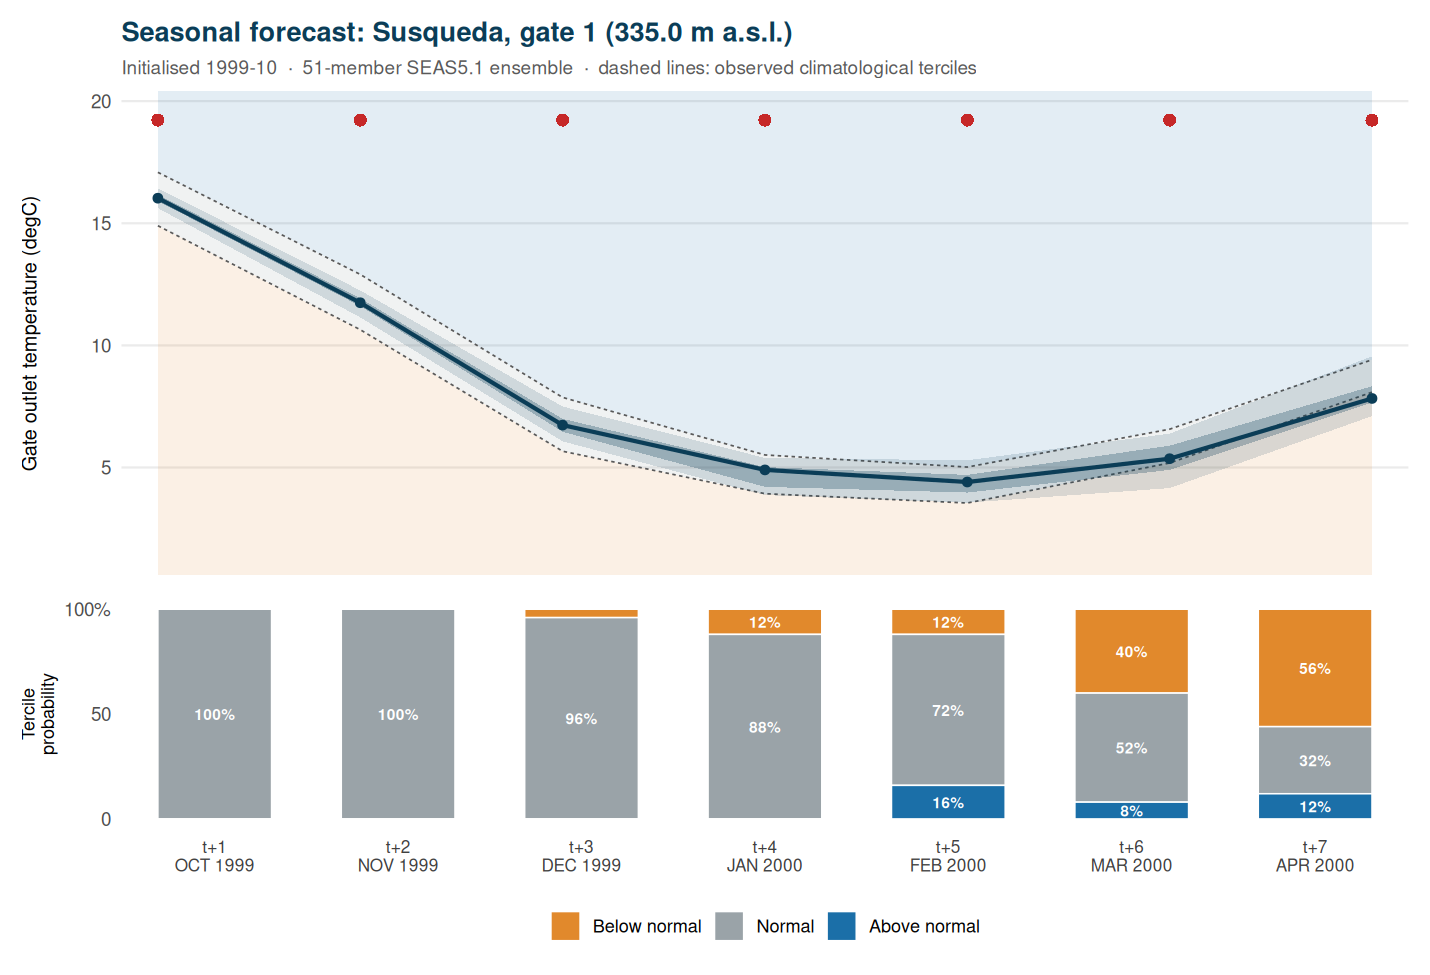 Seasonal forecast: Susqueda, gate 1 (335.0 m a.s.l.)
Initialised 1999-10 · 51-member SEAS5.1 ensemble · dashed lines: observed climatological terciles
Gate outlet temperature (degC)
20
15
10
5
Tercile
probability
100%
50
0
100%
100%
96%
12%
88%
12%
72%
16%
40%
52%
8%
56%
32%
12%
t+1
OCT 1999
t+2
NOV 1999
t+3
DEC 1999
t+4
JAN 2000
t+5
FEB 2000
t+6
MAR 2000
t+7
APR 2000
Below normal
Normal
Above normal